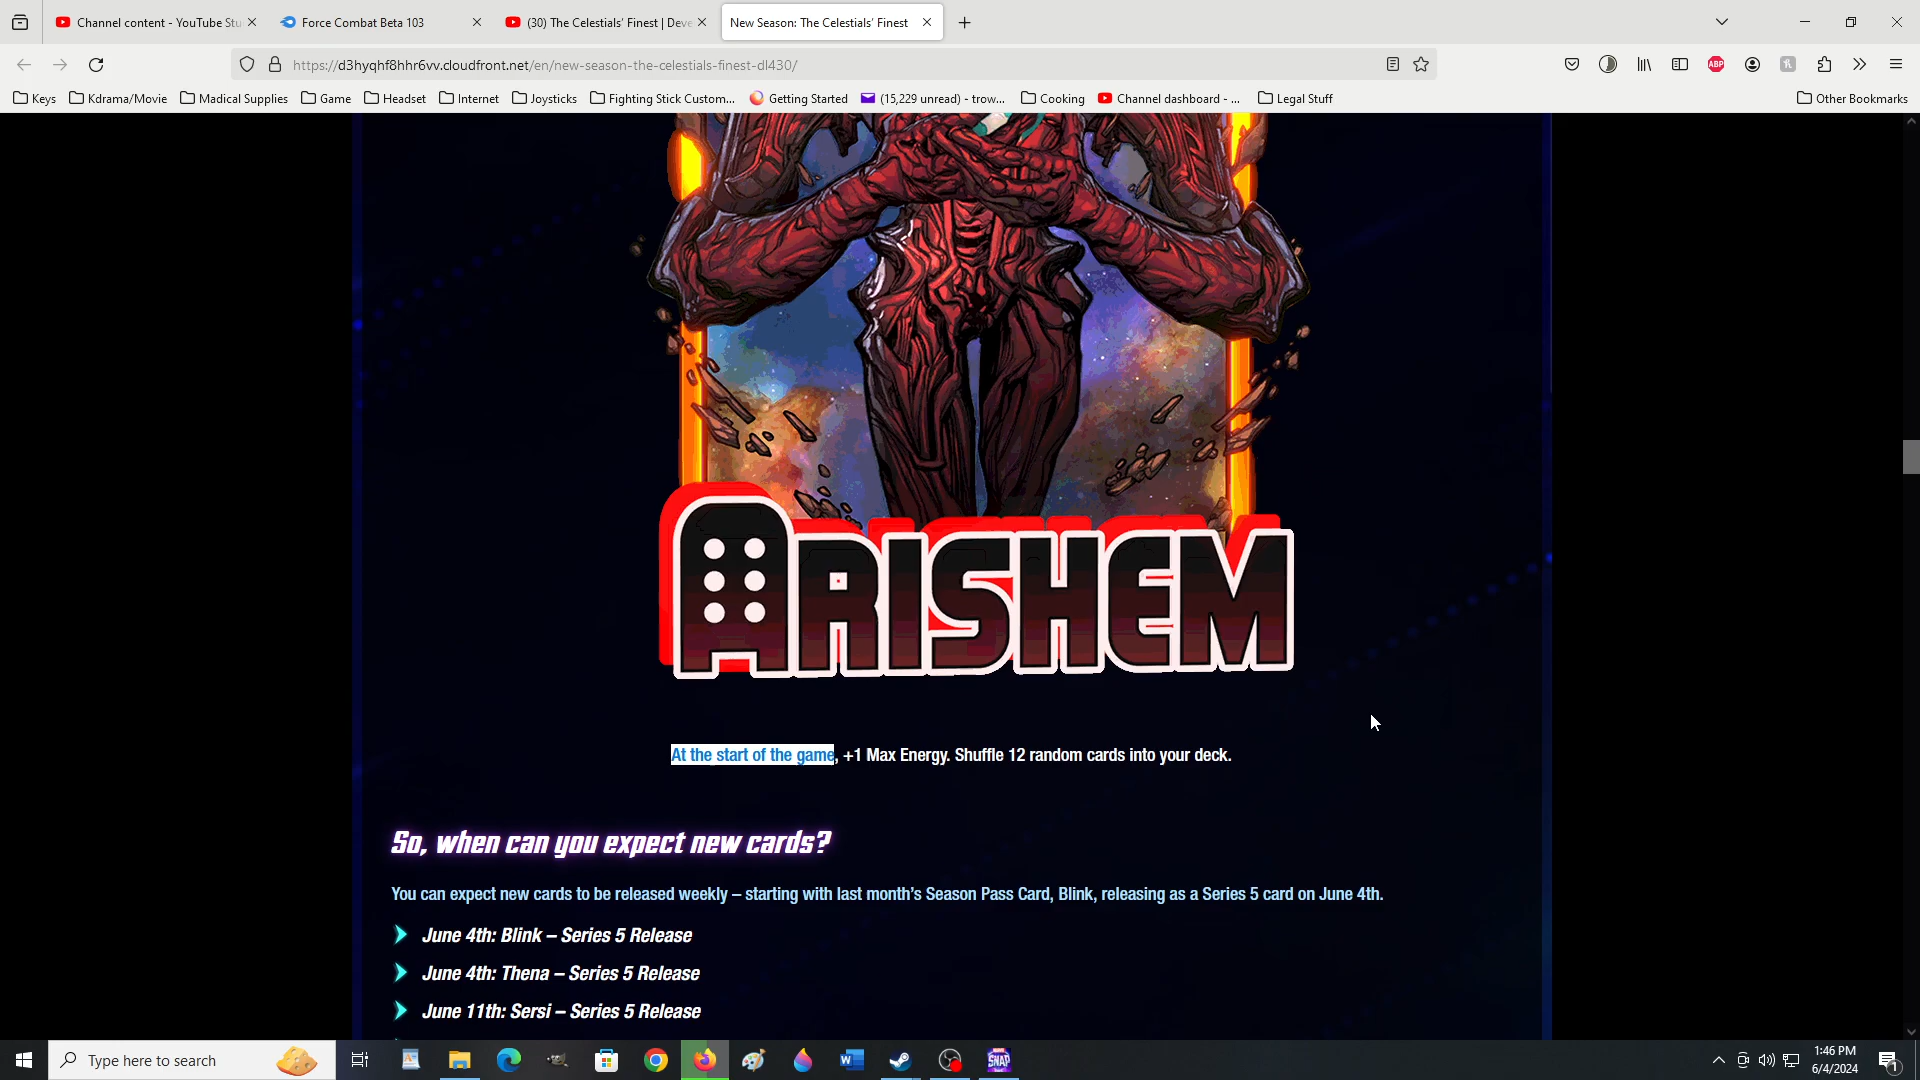 Channel content - YouTube Stu
Force Combat Beta 103
(30) The Celestials' Finest | Deve
New Season: The Celestials' Finest
https://d3hyqhf8hhr6vv.cloudfront.net/en/new-season-the-celestials-finest-dl430/
ABP
Keys
Kdrama/Movie
Madical Supplies
Game
Headset
Internet
Joysticks
Fighting Stick Custom...
Getting Started
(15,229 unread) - trow...
Cooking
Channel dashboard - ...
Legal Stuff
Other Bookmarks
ARISHEM
At the start of the game, +1 Max Energy. Shuffle 12 random cards into your deck.
So, when can you expect new cards?
You can expect new cards to be released weekly – starting with last month's Season Pass Card, Blink, releasing as a Series 5 card on June 4th.
June 4th: Blink – Series 5 Release
June 4th: Thena – Series 5 Release
June 11th: Sersi – Series 5 Release
Type here to search
SNAP
1:46 PM
6/4/2024
1